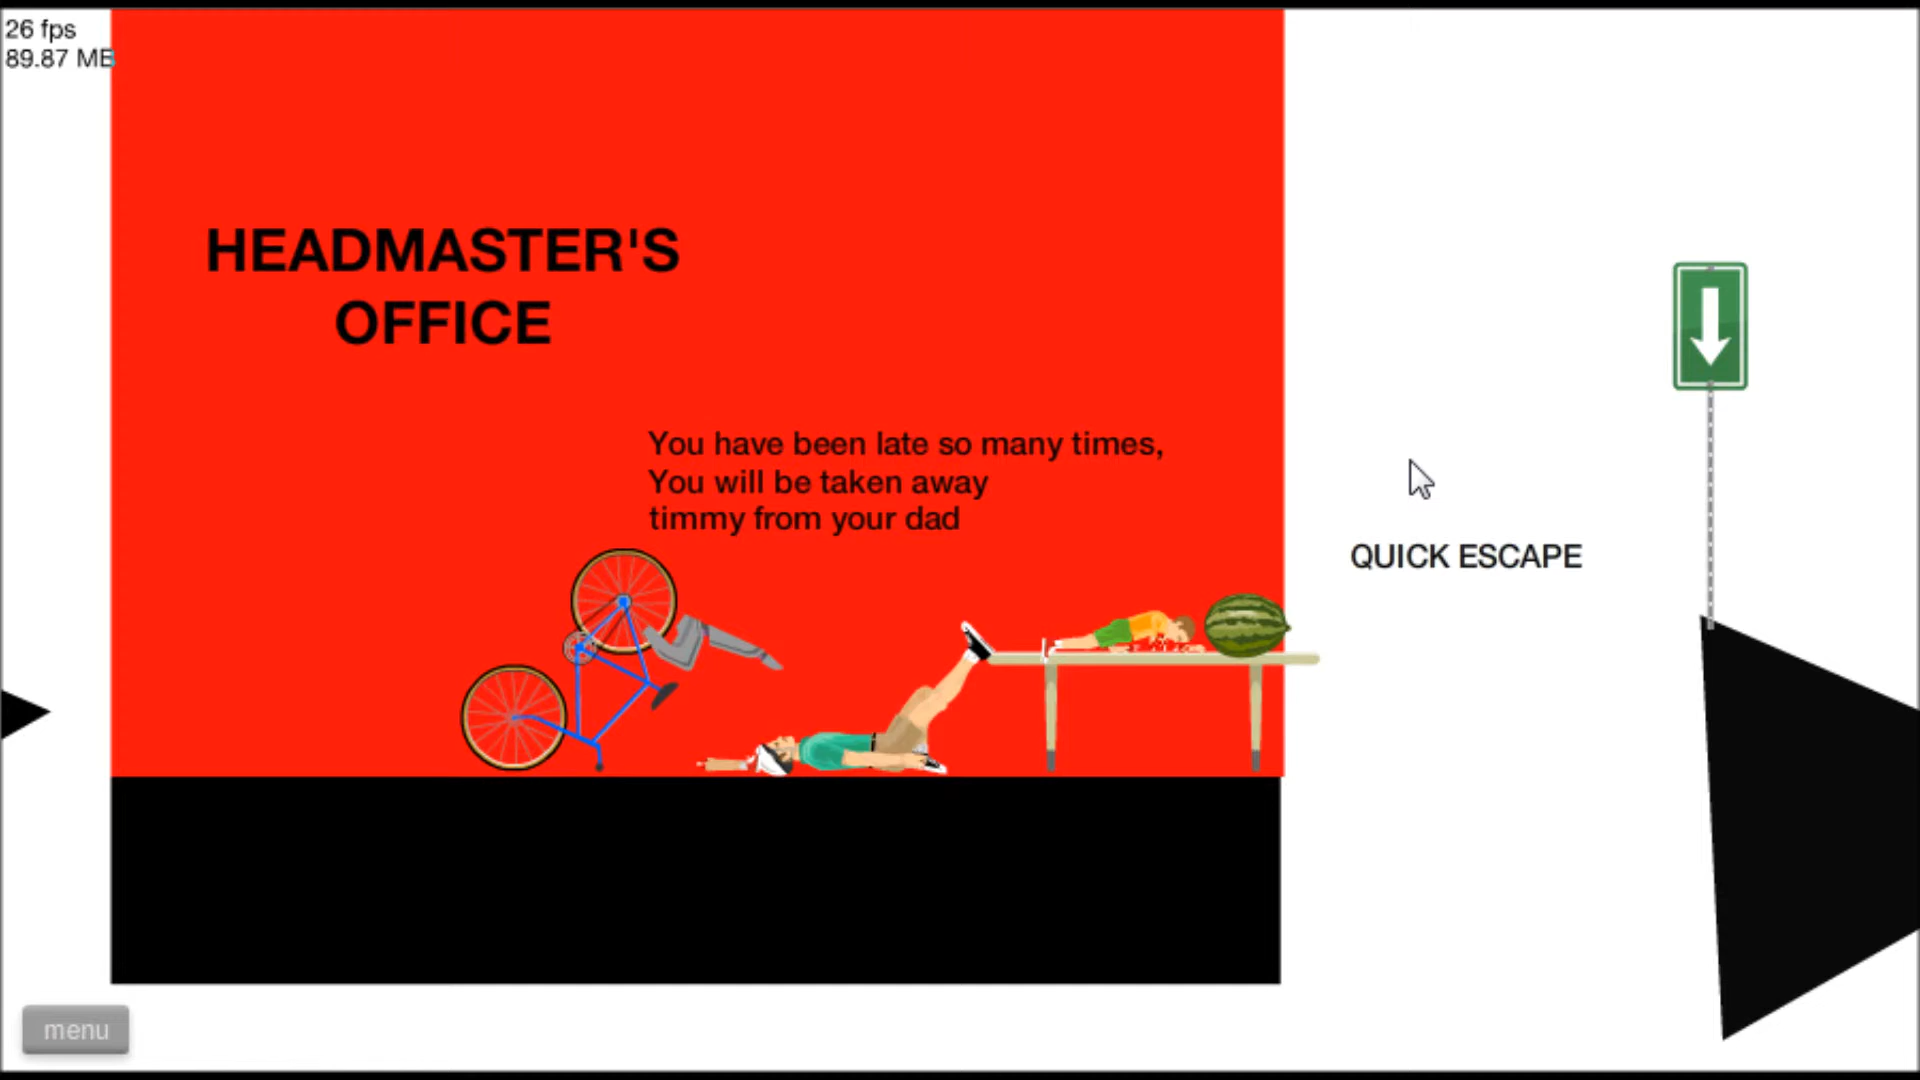 26 fps
89.87 MB
HEADMASTER'S
OFFICE
You have been late so many times,
You will be taken away
timmy from your dad
QUICK ESCAPE
menu